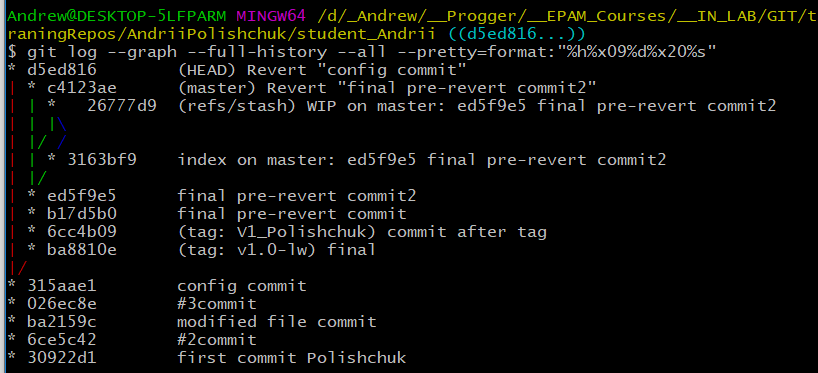 Andrew@DESKTOP-5LFPARM MINGW64 /d/_Andrew/__Progger/__EPAM_Courses/__IN_LAB/GIT/t
raningRepos/AndriiPolishchuk/student_Andrii ((d5ed816...))
$ git log --graph --full-history --all --pretty=format:"%h%x09%d%x20%s"
* d5ed816 (HEAD) Revert "config commit"
| * c4123ae (master) Revert "final pre-revert commit2"
| | * 26777d9 (refs/stash) WIP on master: ed5f9e5 final pre-revert commit2
| | |\
| |/ /
| | * 3163bf9 index on master: ed5f9e5 final pre-revert commit2
| |/
| * ed5f9e5 final pre-revert commit2
| * b17d5b0 final pre-revert commit
| * 6cc4b09 (tag: V1_Polishchuk) commit after tag
| * ba8810e (tag: v1.0-lw) final
|/
* 315aae1 config commit
* 026ec8e #3commit
* ba2159c modified file commit
* 6ce5c42 #2commit
* 30922d1 first commit Polishchuk